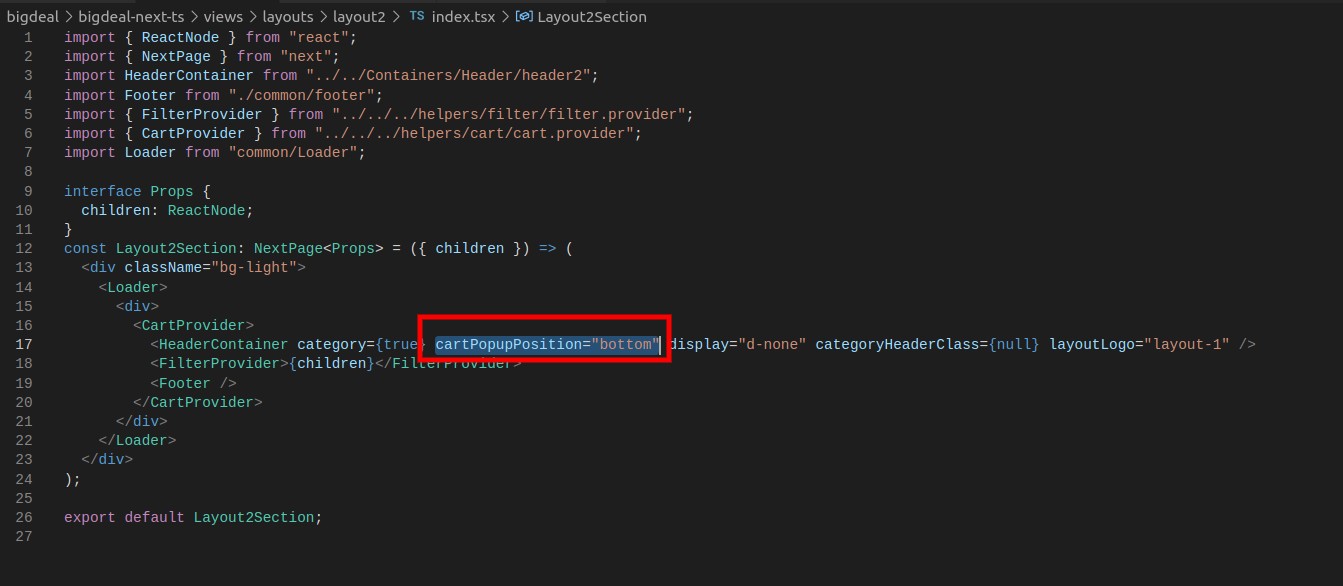 bigdeal > bigdeal-next-ts > views > layouts > layout2 > TS index.tsx > Layout2Section
1 import { ReactNode } from "react";
2 import { NextPage } from "next";
3 import HeaderContainer from "../../Containers/Header/header2";
4 import Footer from "./common/footer";
5 import { FilterProvider } from "../../../helpers/filter/filter.provider";
6 import { CartProvider } from "../../../helpers/cart/cart.provider";
7 import Loader from "common/Loader";
8
9 interface Props {
10   children: ReactNode;
11 }
12 const Layout2Section: NextPage<Props> = ({ children }) => (
13   <div className="bg-light">
14     <Loader>
15       <div>
16         <CartProvider>
17           <HeaderContainer category={true} cartPopupPosition="bottom" display="d-none" categoryHeaderClass={null} layoutLogo="layout-1" />
18           <FilterProvider>{children}</FilterProvider>
19           <Footer />
20         </CartProvider>
21       </div>
22     </Loader>
23   </div>
24 );
25
26 export default Layout2Section;
27